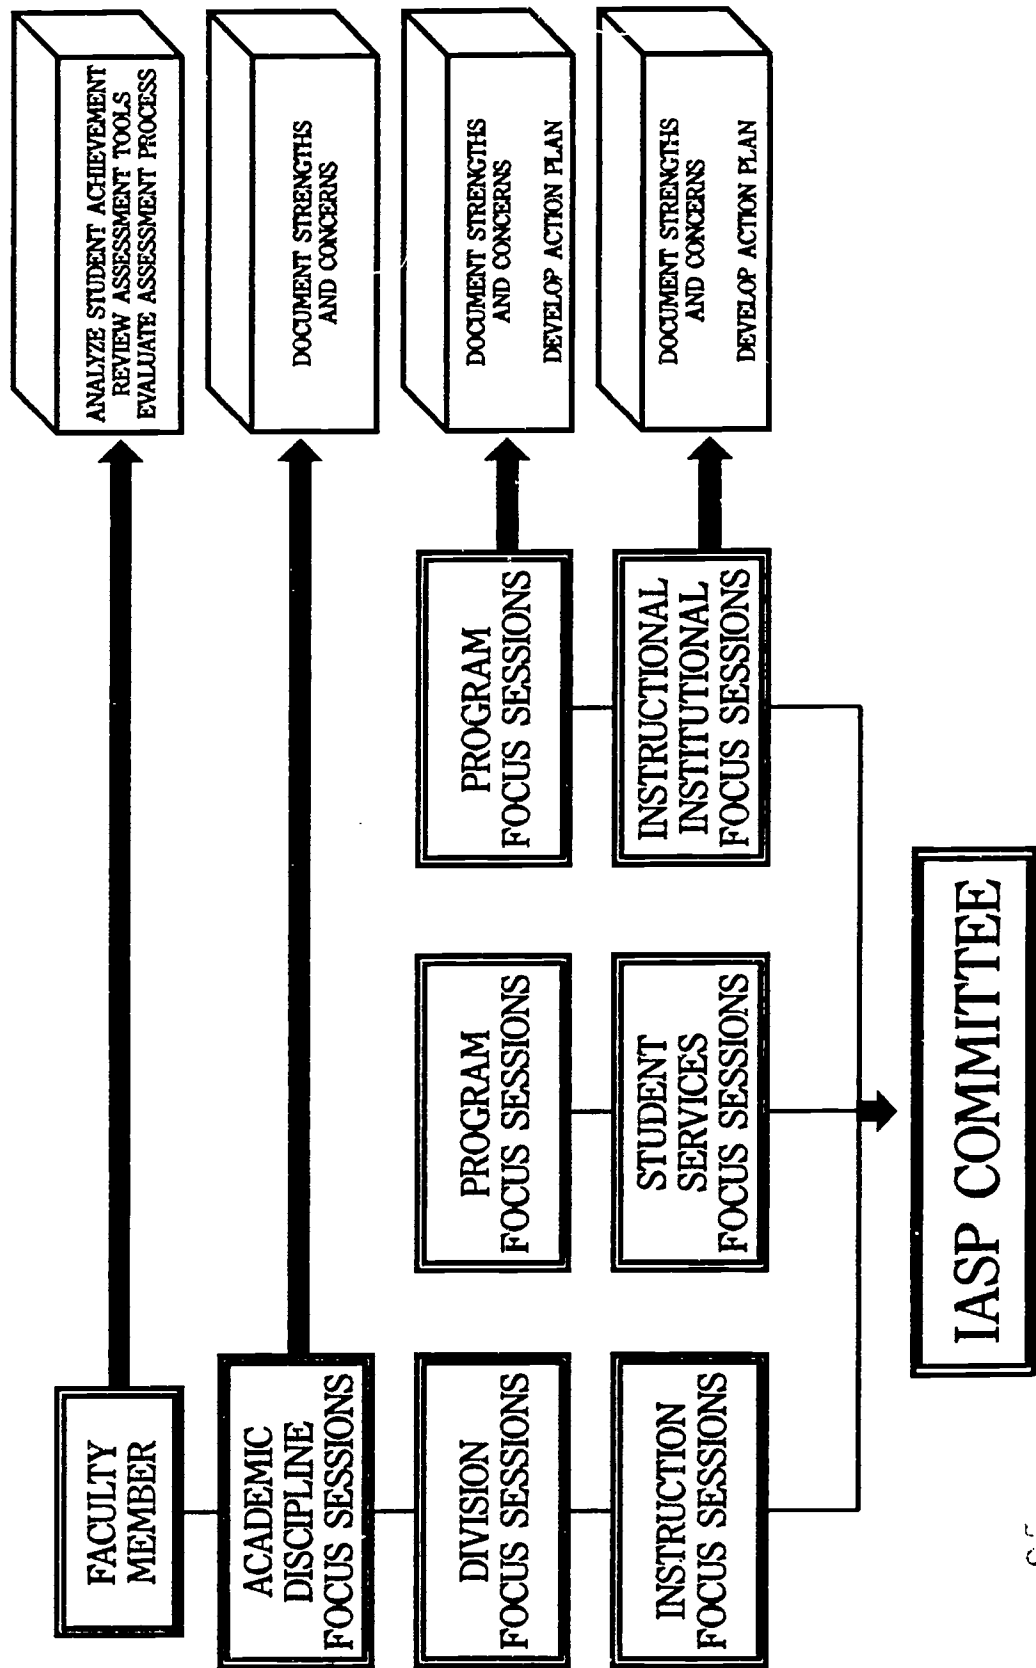 FACULTY
MEMBER
ANALYZE STUDENT ACHIEVEMENT
REVIEW ASSESSMENT TOOLS
EVALUATE ASSESSMENT PROCESS
ACADEMIC
DISCIPLINE
FOCUS SESSIONS
DOCUMENT STRENGTHS
AND CONCERNS
DIVISION
FOCUS SESSIONS
PROGRAM
FOCUS SESSIONS
PROGRAM
FOCUS SESSIONS
DOCUMENT STRENGTHS
AND CONCERNS
DEVELOP ACTION PLAN
INSTRUCTION
FOCUS SESSIONS
STUDENT
SERVICES
FOCUS SESSIONS
INSTRUCTIONAL
INSTITUTIONAL
FOCUS SESSIONS
DOCUMENT STRENGTHS
AND CONCERNS
DEVELOP ACTION PLAN
IASP COMMITTEE